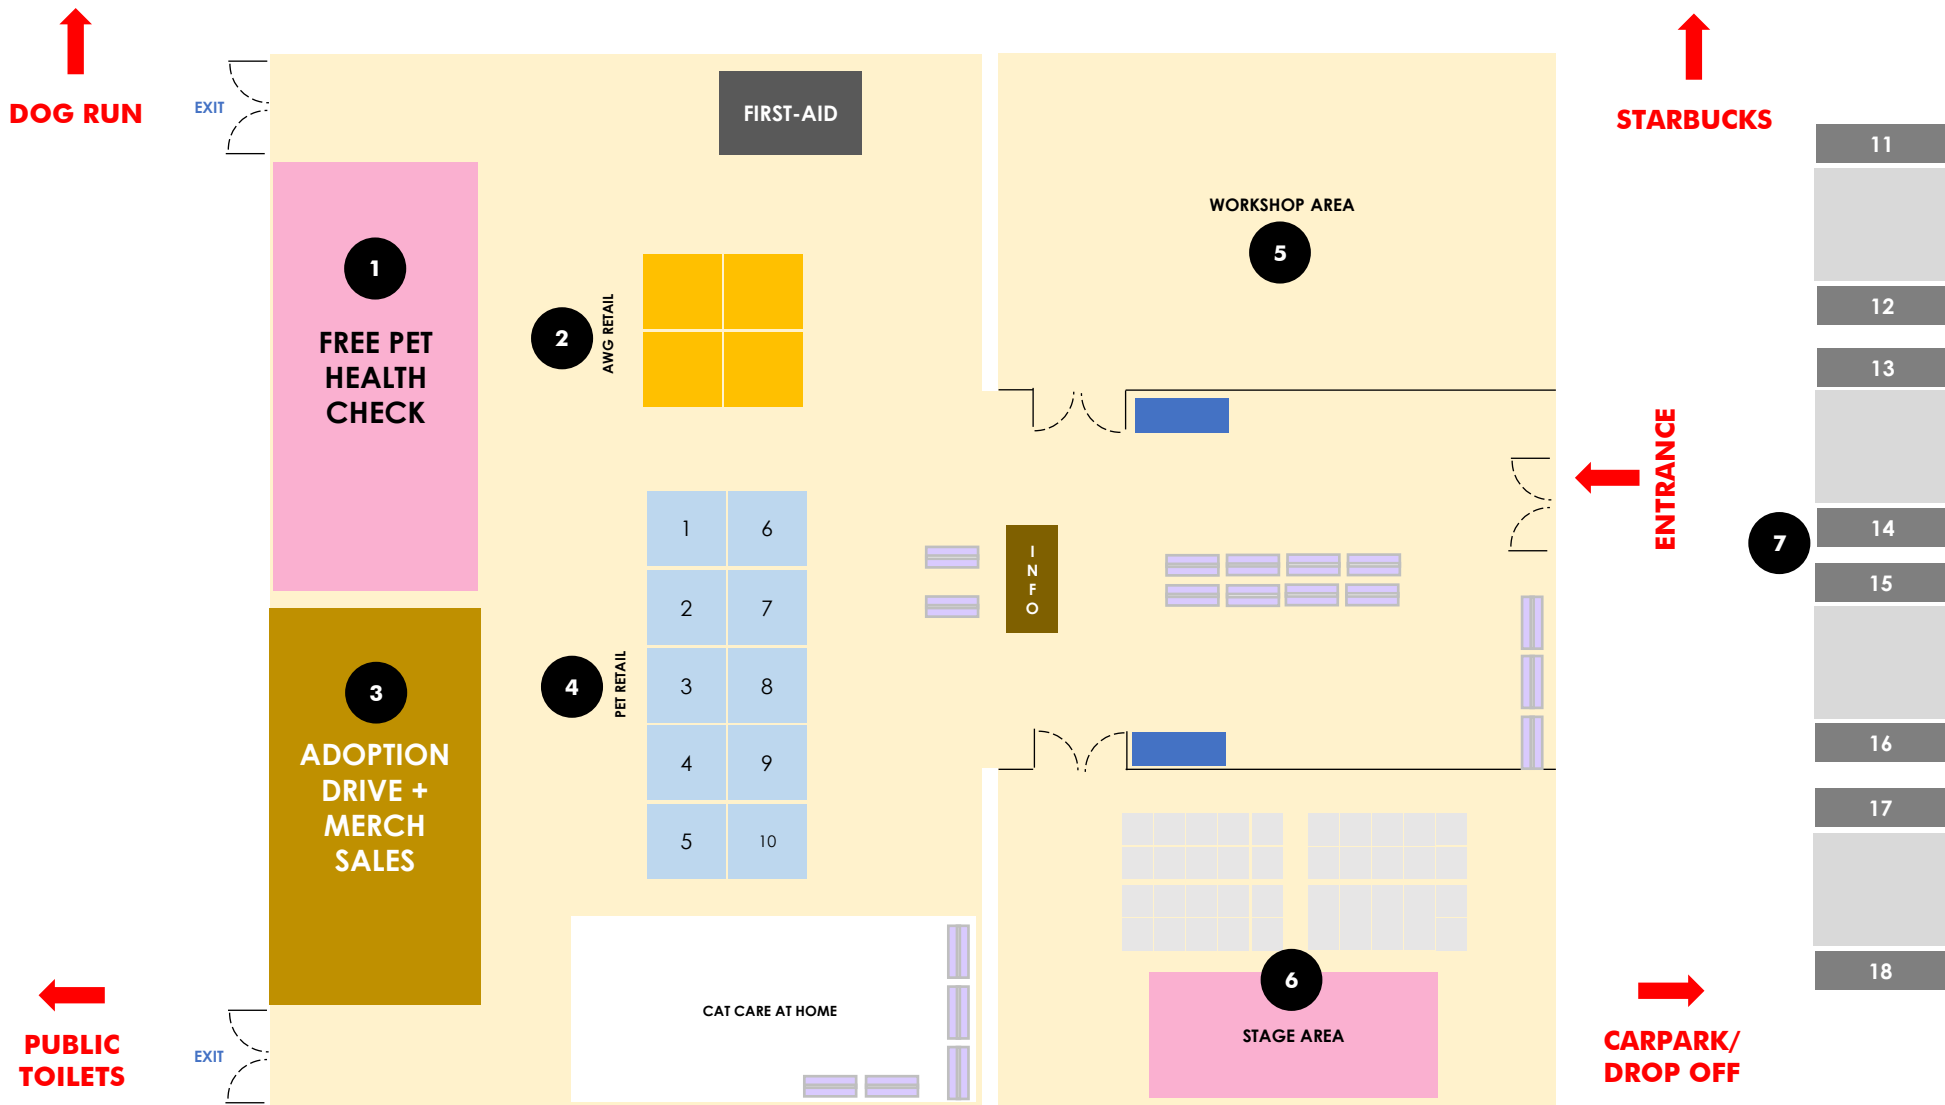 DOG RUN
EXIT
FIRST-AID
STARBUCKS
11
WORKSHOP AREA
5
12
1
FREE PET
HEALTH
CHECK
2
AWG RETAIL
13
ENTRANCE
1
6
INFO
14
7
15
2
7
3
ADOPTION
DRIVE +
MERCH
SALES
4
PET RETAIL
3
8
4
9
16
5
10
17
6
STAGE AREA
18
CAT CARE AT HOME
PUBLIC
TOILETS
EXIT
CARPARK/
DROP OFF